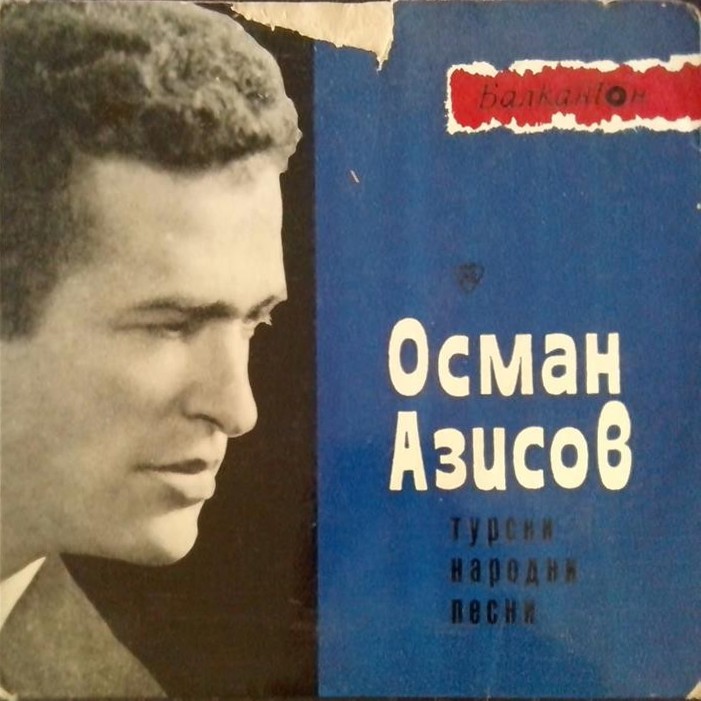 Балкантон
Осман
Азисов
турски
народни
песни